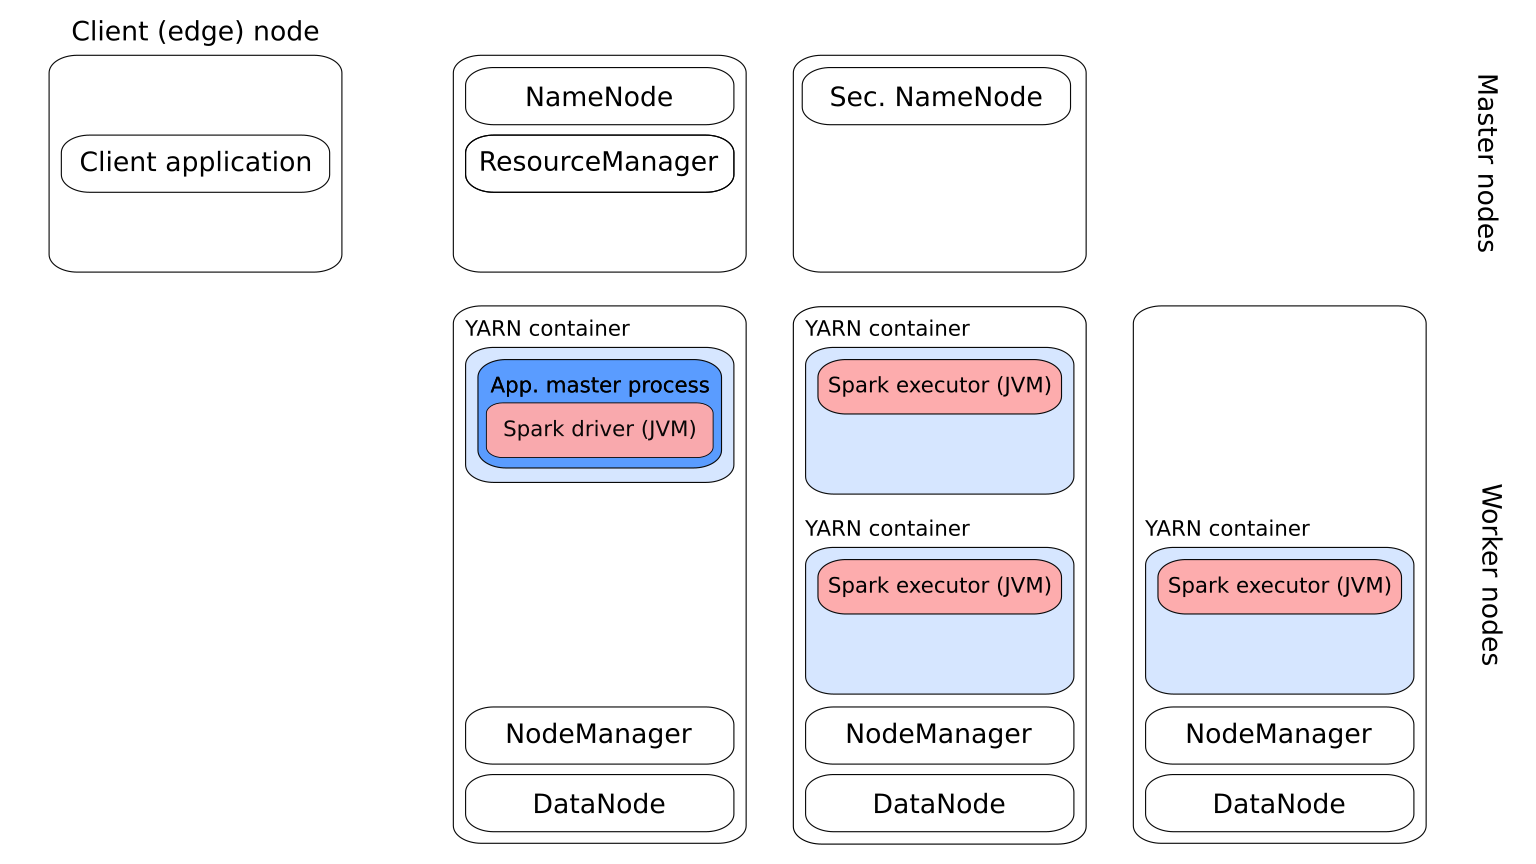 Client (edge) node
Client application
NameNode
ResourceManager
Sec. NameNode
Master nodes
YARN container
App. master process
Spark driver (JVM)
NodeManager
DataNode
YARN container
Spark executor (JVM)
YARN container
Spark executor (JVM)
NodeManager
DataNode
YARN container
Spark executor (JVM)
NodeManager
DataNode
Worker nodes